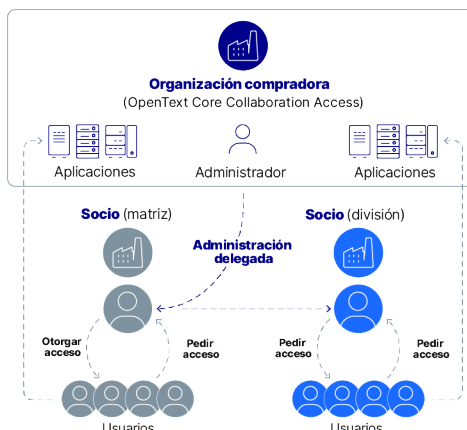 Organización compradora
(OpenText Core Collaboration Access)
Aplicaciones
Administrador
Aplicaciones
Socio (matriz)
Socio (división)
Administración
delegada
Otorgar
acceso
Pedir
acceso
Pedir
acceso
Pedir
acceso
Usuarios
Usuarios